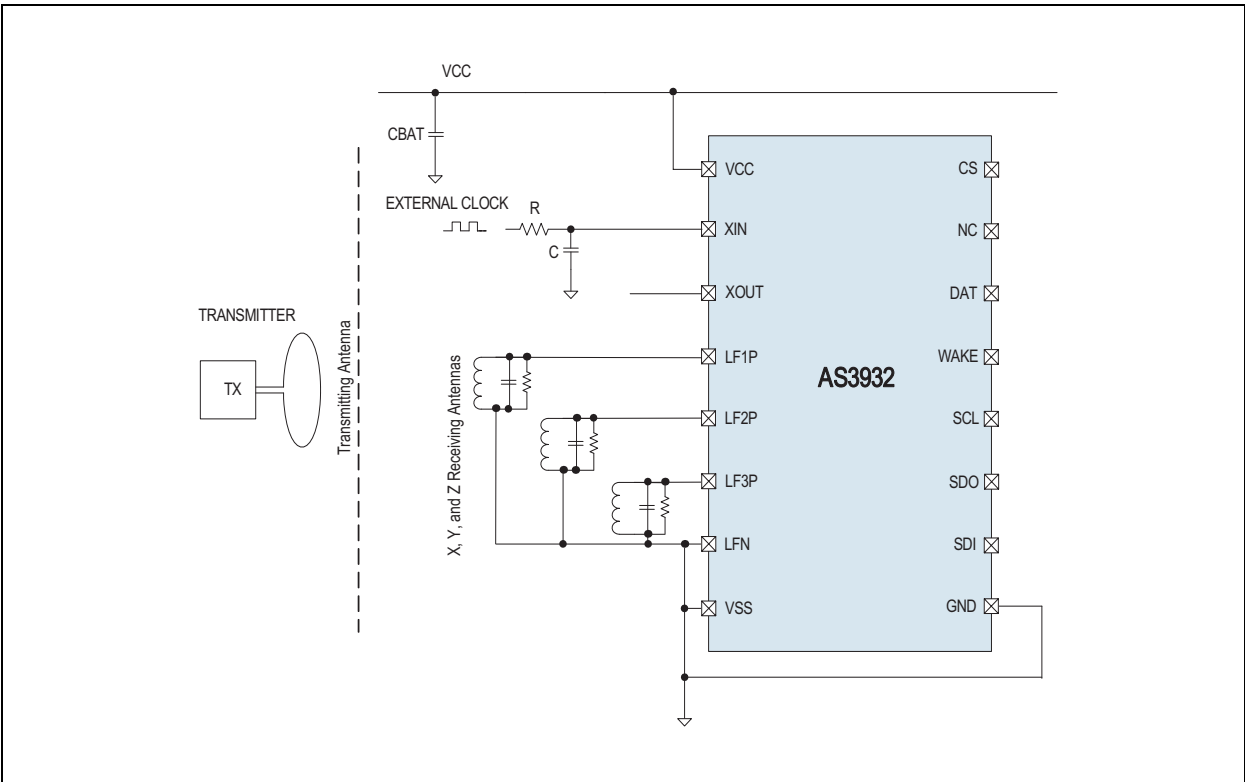 VCC
CBAT
EXTERNAL CLOCK
R
C
TRANSMITTER
TX
Transmitting Antenna
X, Y, and Z Receiving Antennas
VCC
XIN
XOUT
LF1P
LF2P
LF3P
LFN
VSS
AS3932
CS
NC
DAT
WAKE
SCL
SDO
SDI
GND